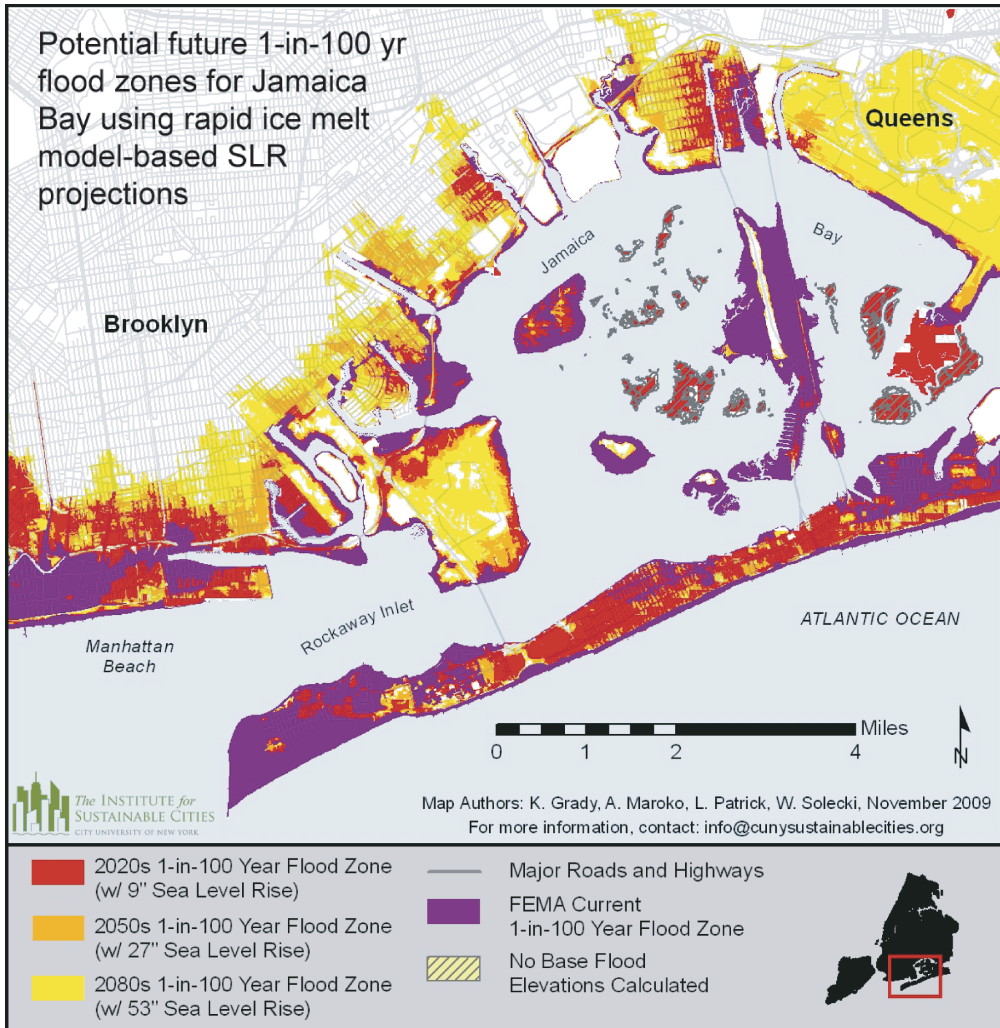 Potential future 1-in-100 yr
flood zones for Jamaica
Bay using rapid ice melt
model-based SLR
projections
Queens
Jamaica
Bay
Brooklyn
Rockaway Inlet
ATLANTIC OCEAN
Manhattan
Beach
Miles
0 1 2 4
The INSTITUTE for
SUSTAINABLE CITIES
CITY UNIVERSITY OF NEW YORK
Map Authors: K. Grady, A. Maroko, L. Patrick, W. Solecki, November 2009
For more information, contact: info@cunysustainablecities.org
N
2020s 1-in-100 Year Flood Zone
(w/ 9" Sea Level Rise)
2050s 1-in-100 Year Flood Zone
(w/ 27" Sea Level Rise)
2080s 1-in-100 Year Flood Zone
(w/ 53" Sea Level Rise)
Major Roads and Highways
FEMA Current
1-in-100 Year Flood Zone
No Base Flood
Elevations Calculated